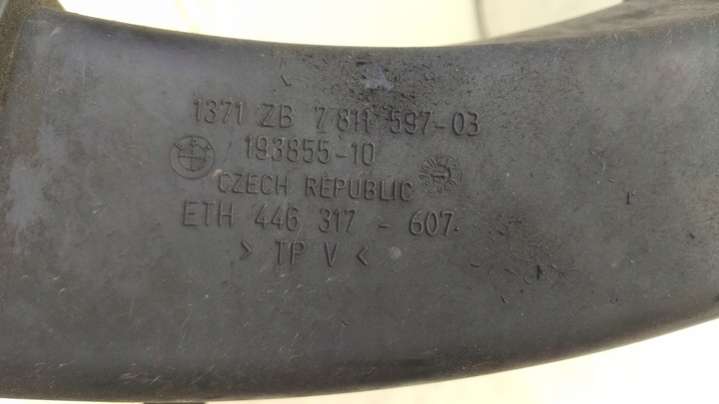 1371 ZB 7 811 597-03
193855-10
CZECH REPUBLIC
ETH 446 317 - 607
> TP V <